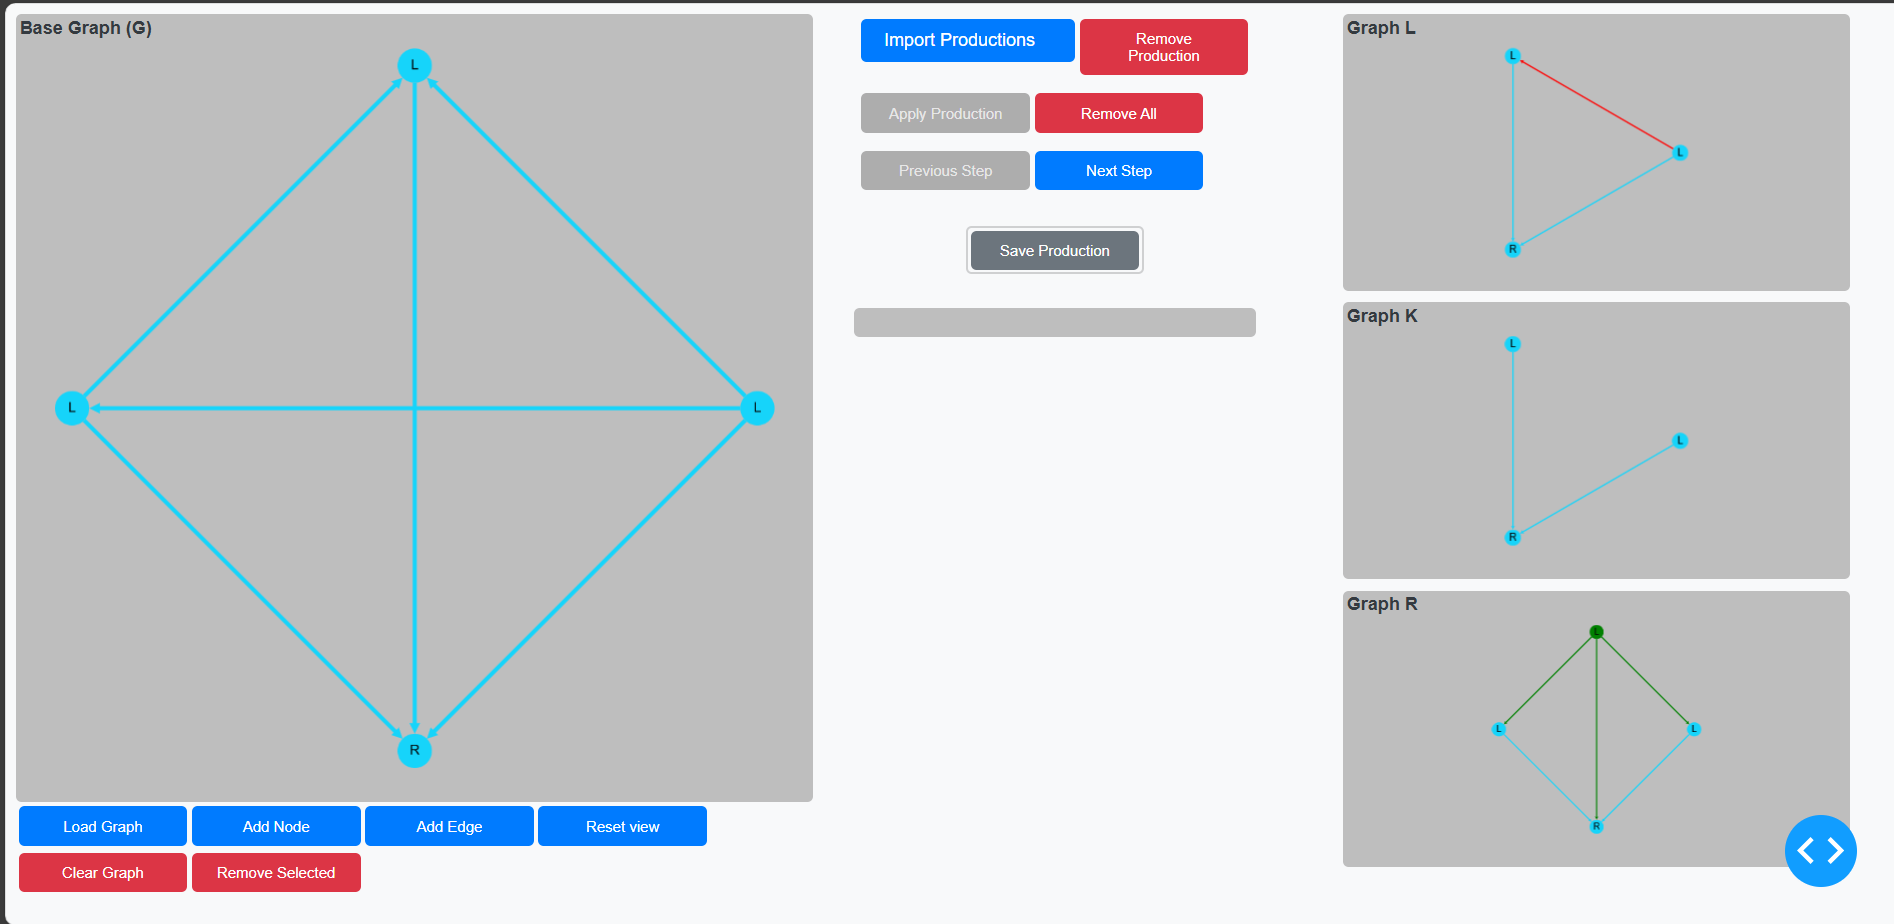 Base Graph (G)
L
L
L
R
Load Graph
Add Node
Add Edge
Reset view
Clear Graph
Remove Selected
Import Productions
Remove
Production
Apply Production
Remove All
Previous Step
Next Step
Save Production
Graph L
L
L
R
Graph K
L
L
R
Graph R
L
L
L
R